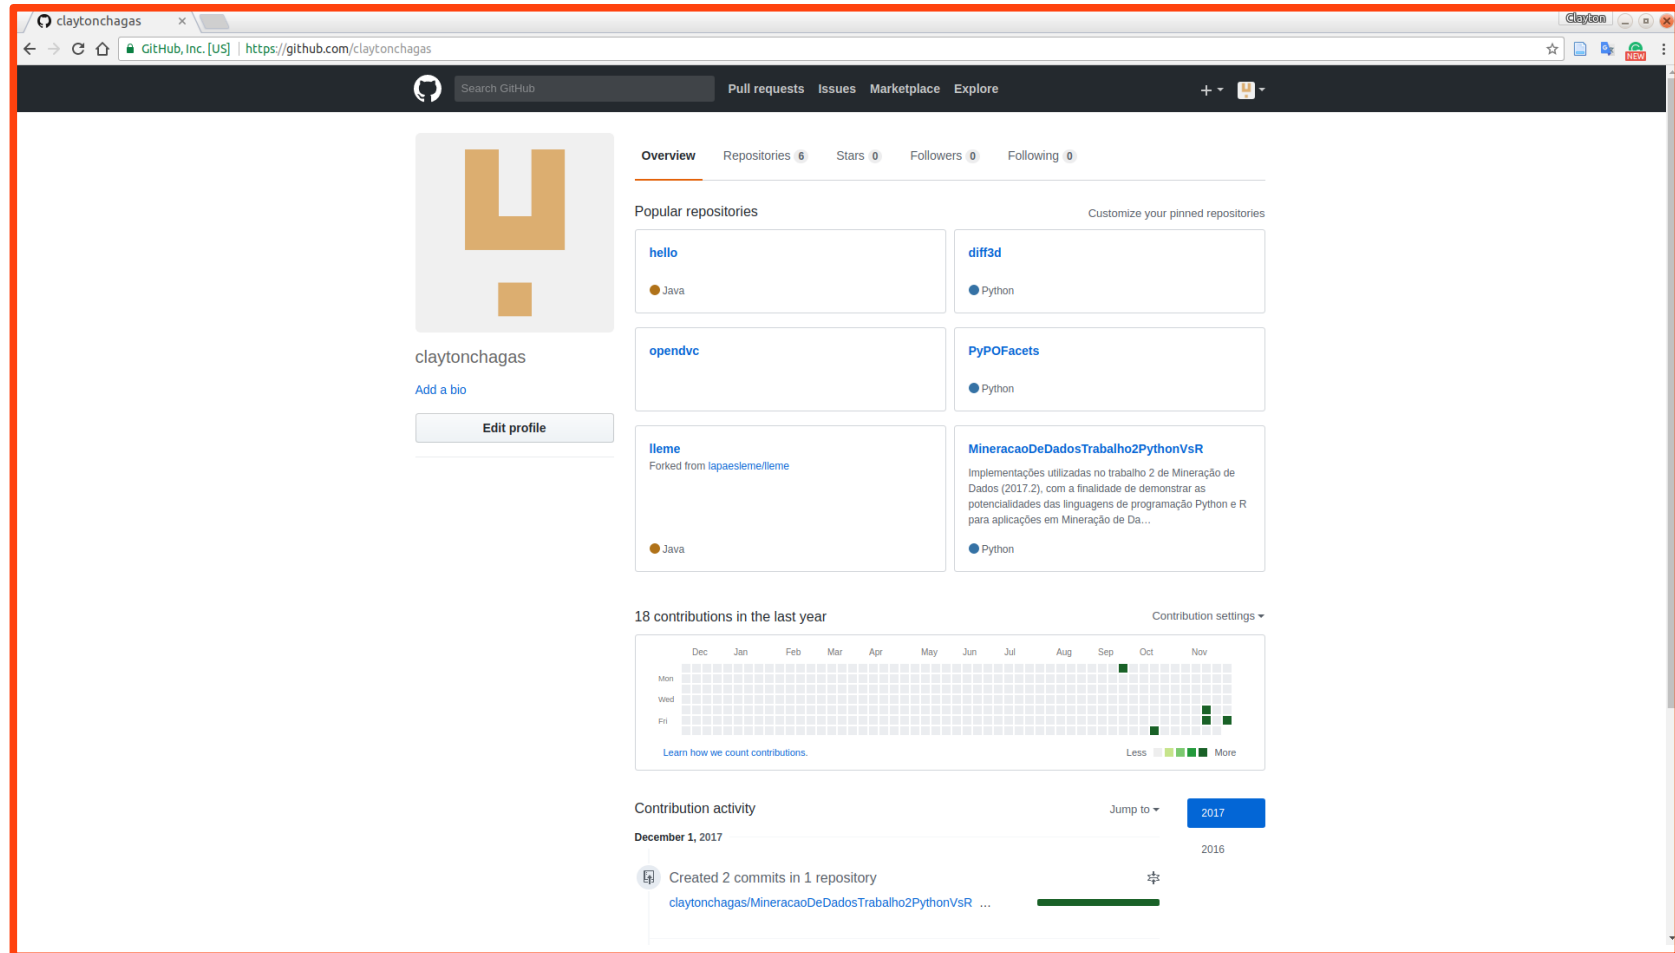 claytonchagas
Clayton
GitHub, Inc. [US] | https://github.com/claytonchagas
NEW
Search GitHub
Pull requests Issues Marketplace Explore
Overview Repositories 6 Stars 0 Followers 0 Following 0
Popular repositories
Customize your pinned repositories
hello
Java
diff3d
Python
opendvc
PyPOFacets
Python
claytonchagas
Add a bio
Edit profile
lleme
Forked from lapaesleme/lleme
Java
MineracaoDeDadosTrabalho2PythonVsR
Implementações utilizadas no trabalho 2 de Mineração de
Dados (2017.2), com a finalidade de demonstrar as
potencialidades das linguagens de programação Python e R
para aplicações em Mineração de Da…
Python
18 contributions in the last year
Contribution settings
Dec Jan Feb Mar Apr May Jun Jul Aug Sep Oct Nov
Mon
Wed
Fri
Learn how we count contributions.
Less More
Contribution activity
Jump to
2017
2016
December 1, 2017
Created 2 commits in 1 repository
claytonchagas/MineracaoDeDadosTrabalho2PythonVsR …